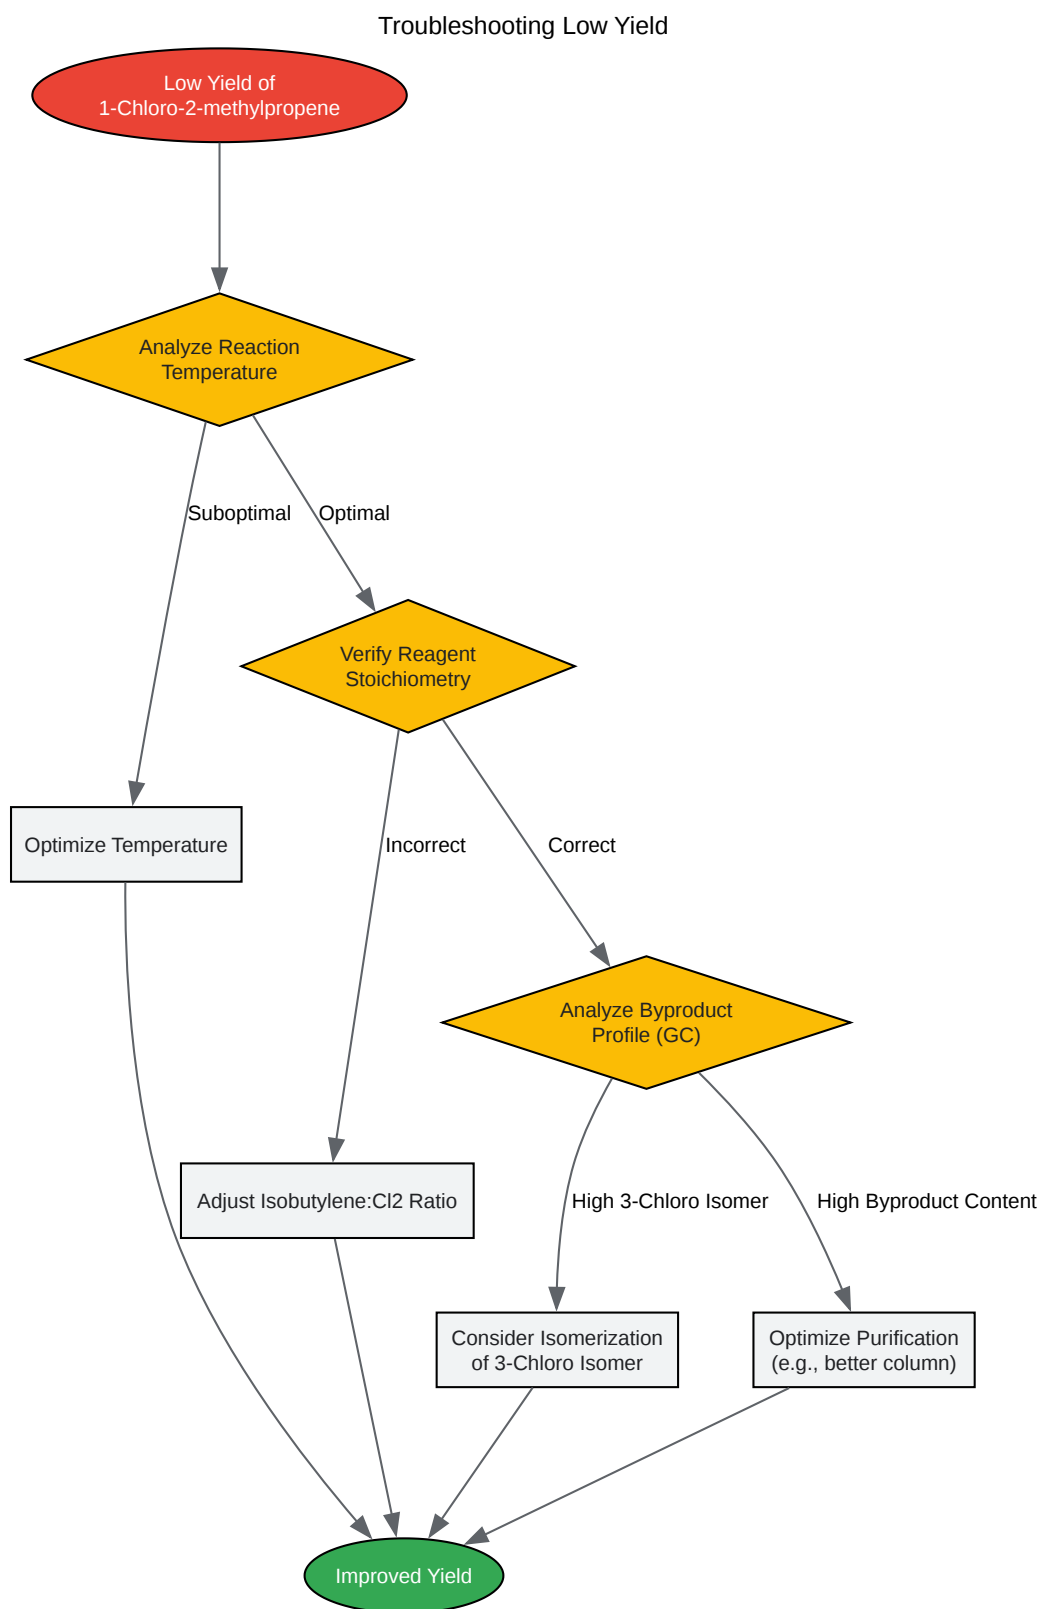 Troubleshooting Low Yield
Low Yield of
1-Chloro-2-methylpropene
Analyze Reaction
Temperature
Suboptimal
Optimal
Verify Reagent
Stoichiometry
Optimize Temperature
Incorrect
Correct
Analyze Byproduct
Profile (GC)
Adjust Isobutylene:Cl2 Ratio
High 3-Chloro Isomer
High Byproduct Content
Consider Isomerization
of 3-Chloro Isomer
Optimize Purification
(e.g., better column)
Improved Yield